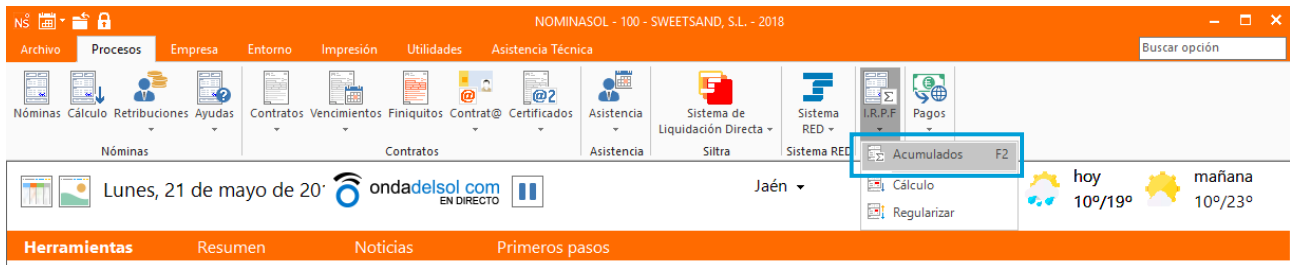 NS
NOMINASOL - 100 - SWEETSAND, S.L. - 2018
Archivo Procesos Empresa Entorno Impresión Utilidades Asistencia Técnica Buscar opción
Nóminas Cálculo Retribuciones Ayudas Contratos Vencimientos Finiquitos Contrat@ Certificados Asistencia Sistema de Liquidación Directa Sistema RED I.R.P.F Pagos
Nóminas Contratos Asistencia Siltra Sistema RED
Acumulados F2
Cálculo
Regularizar
Lunes, 21 de mayo de 20
ondadelsol com
EN DIRECTO
Jaén
hoy
10º/19º
mañana
10º/23º
Herramientas Resumen Noticias Primeros pasos